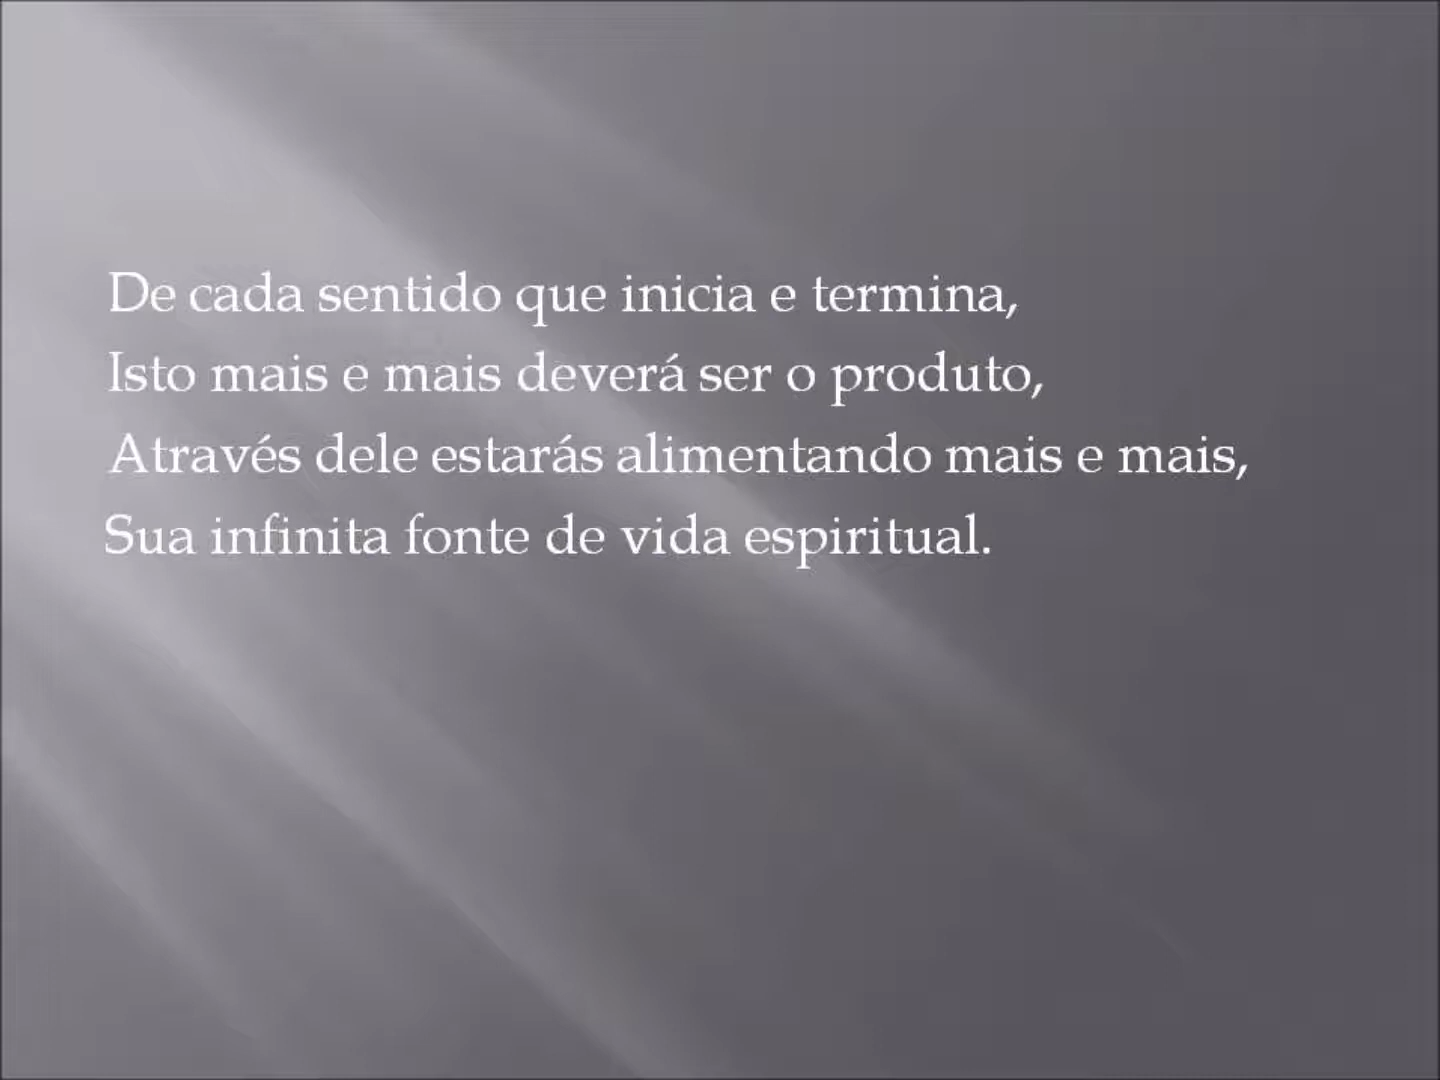 De cada sentido que inicia e termina,
Isto mais e mais deverá ser o produto,
Através dele estarás alimentando mais e mais,
Sua infinita fonte de vida espiritual.